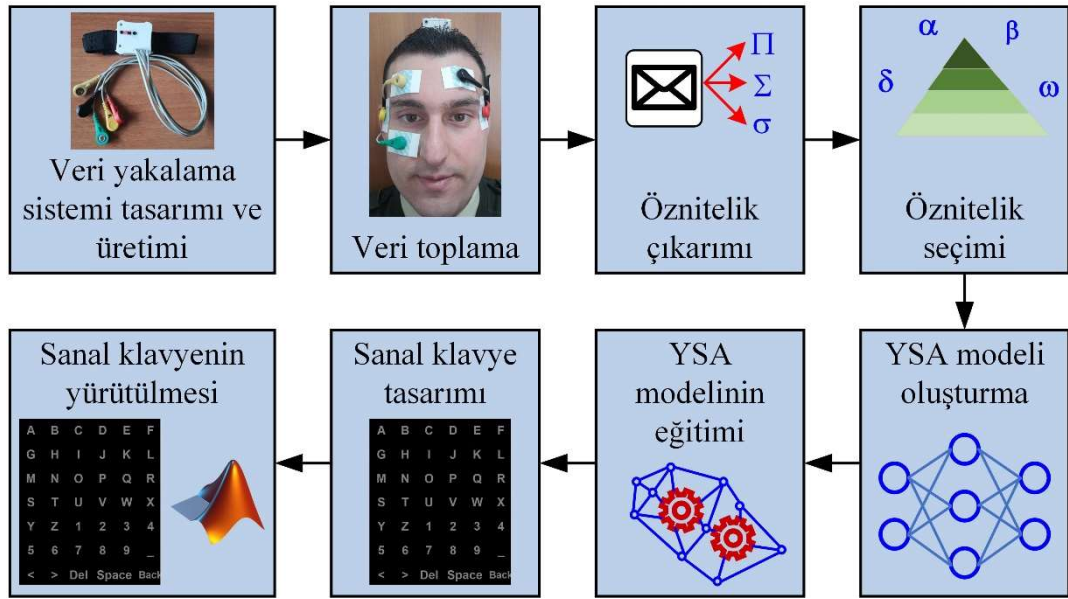 Veri yakalama
sistemi tasarımı ve
üretimi
Veri toplama
Π
Σ
σ
Öznitelik
çıkarımı
α β
δ ω
Öznitelik
seçimi
YSA modeli
oluşturma
YSA
modelinin
eğitimi
Sanal klavye
tasarımı
A B C D E F
G H I J K L
M N O P Q R
S T U V W X
Y Z 1 2 3 4
5 6 7 8 9 _
< > Del Space Back
Sanal klavyenin
yürütülmesi
A B C D E F
G H I J K L
M N O P Q R
S T U V W X
Y Z 1 2 3 4
5 6 7 8 9 _
< > Del Space Back